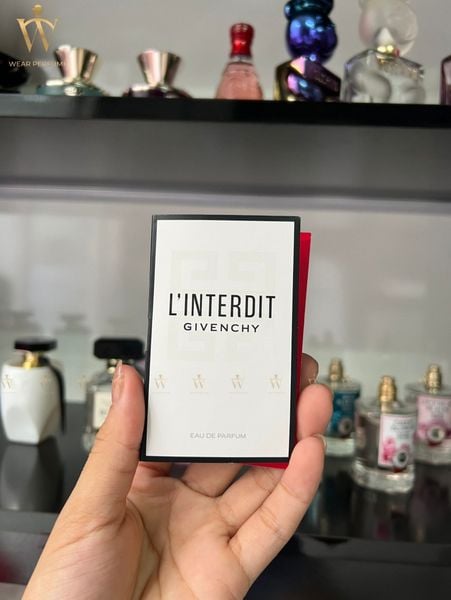 WEAR PERFUME
L'INTERDIT
GIVENCHY
EAU DE PARFUM